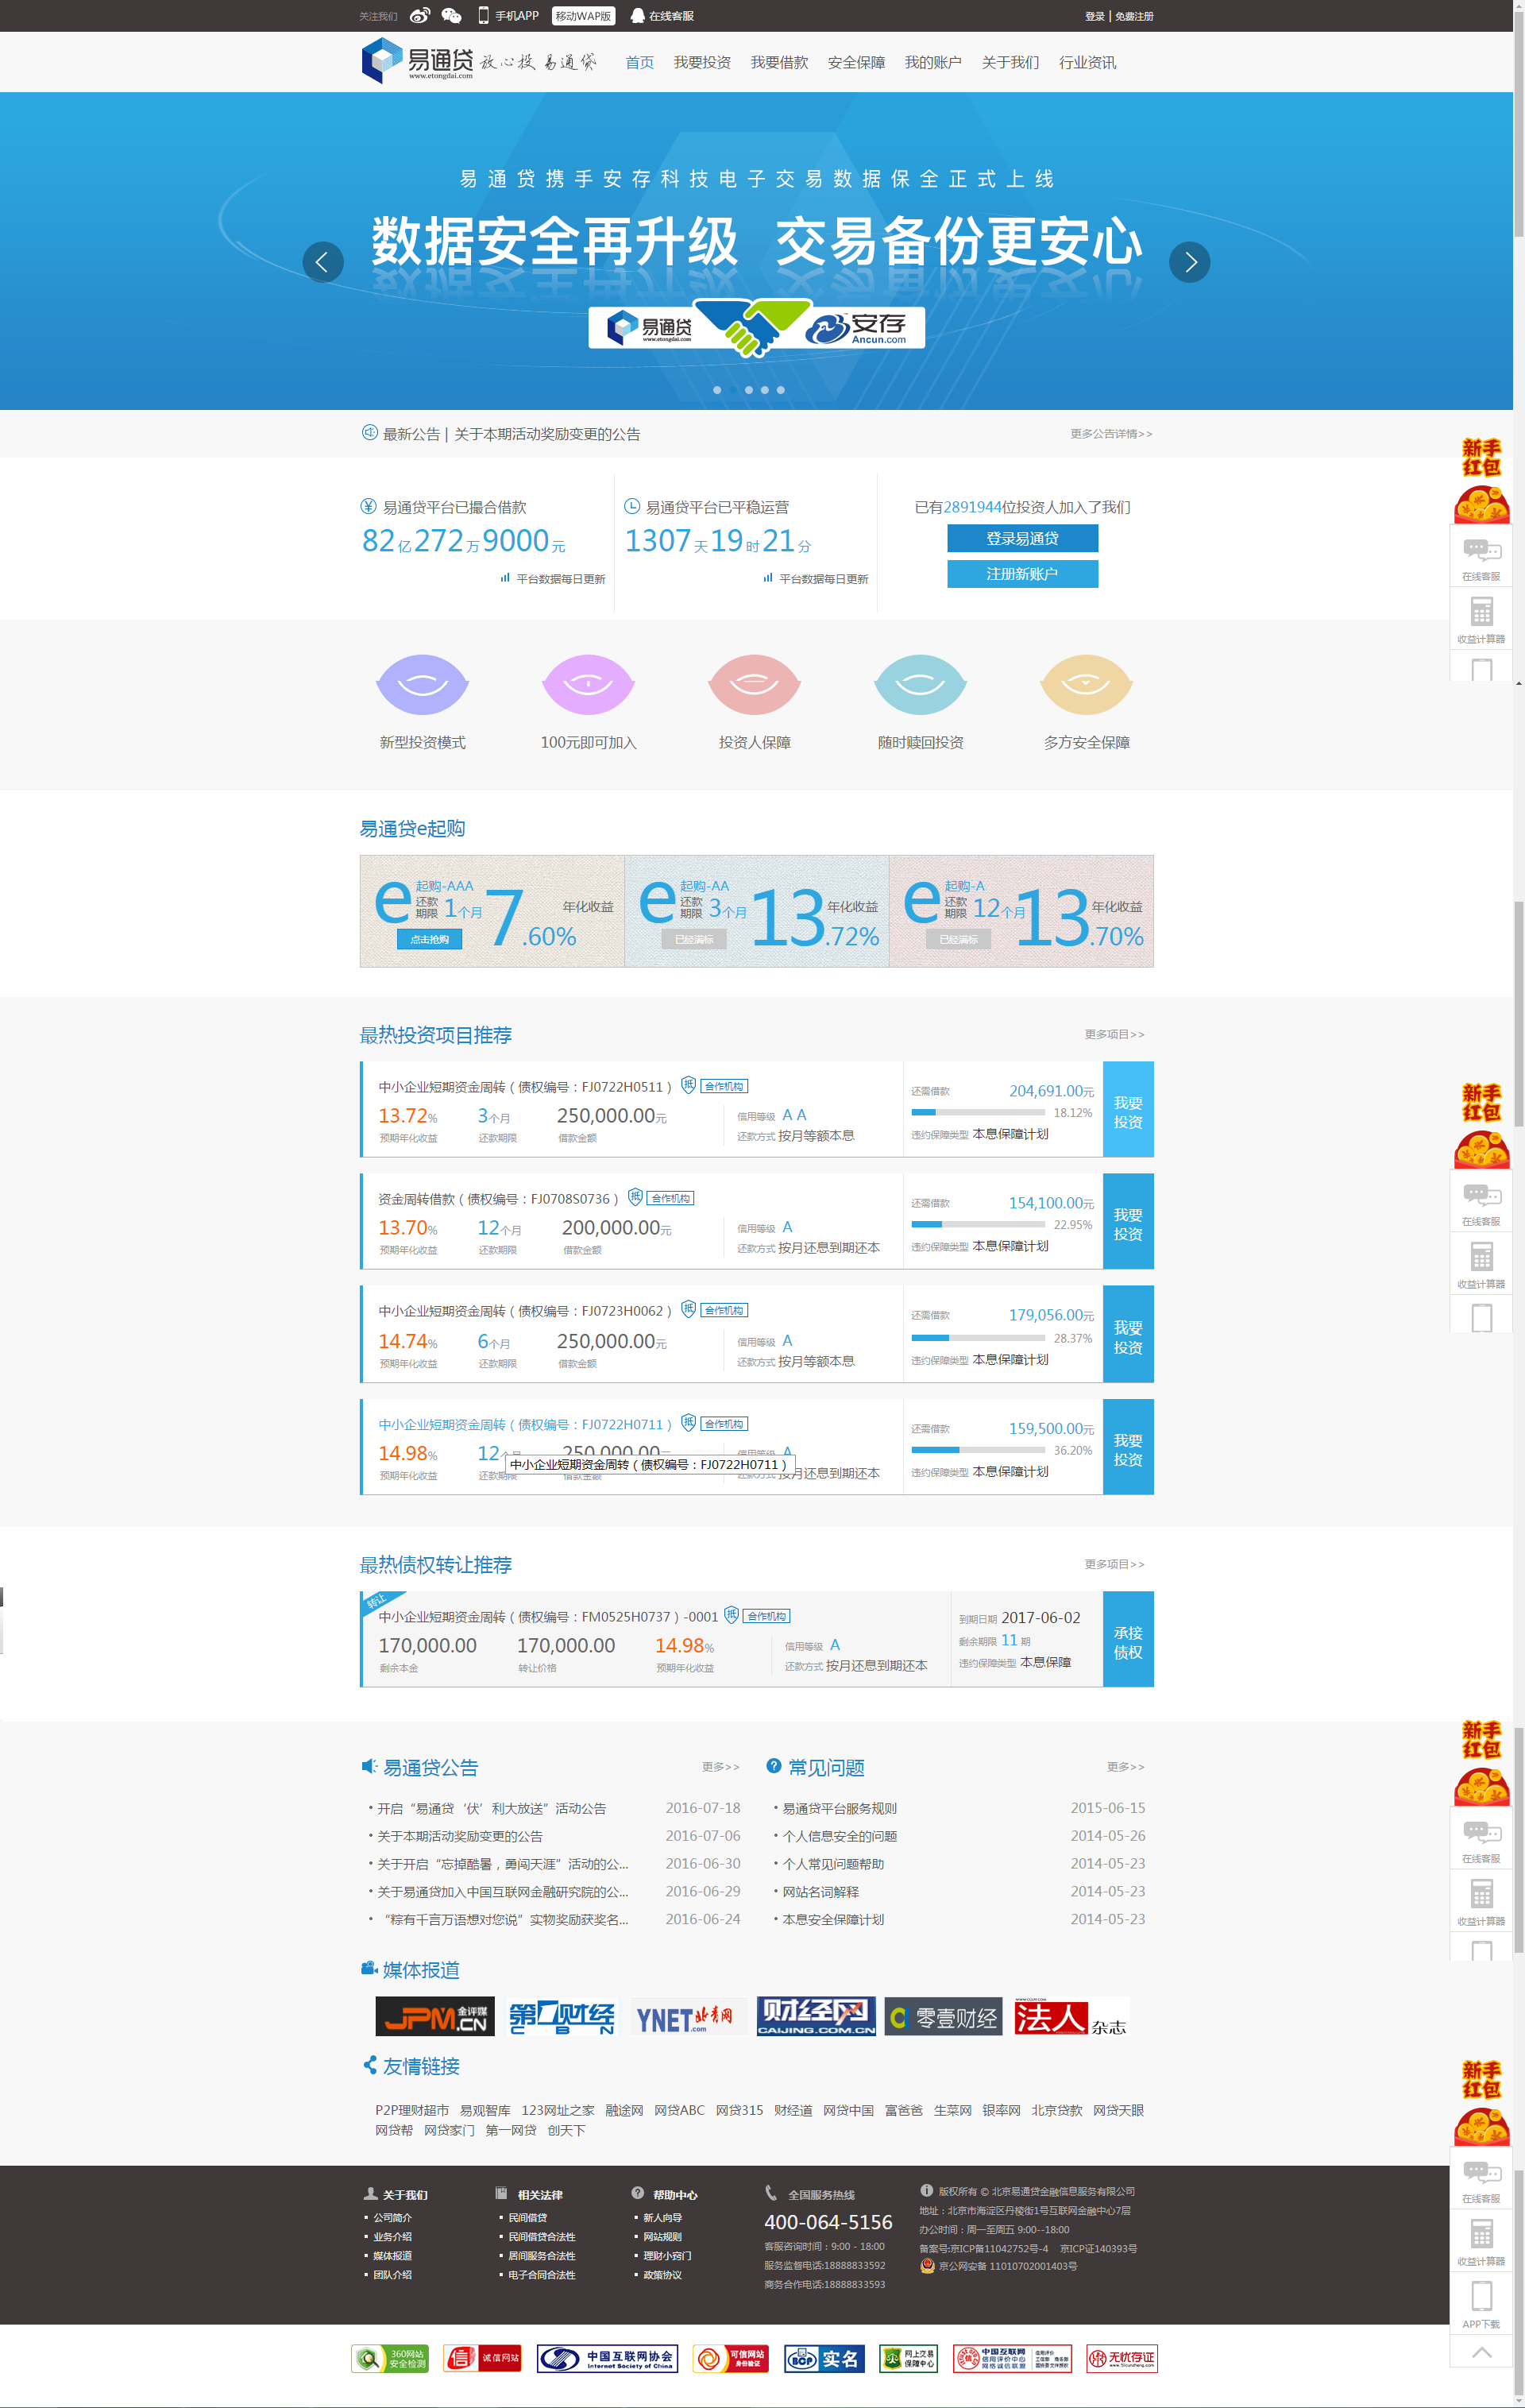 关注我们 手机APP 移动WAP版 在线客服 登录 | 免费注册
易通贷 www.etongdai.com 放心投 易通贷 首页 我要投资 我要借款 安全保障 我的账户 关于我们 行业资讯
易通贷携手安存科技电子交易数据保全正式上线
数据安全再升级 交易备份更安心
易通贷 www.etongdai.com 安存 Ancun.com
最新公告 | 关于本期活动奖励变更的公告 更多公告详情>>
新手
红包
易通贷平台已撮合借款 易通贷平台已平稳运营 已有2891944位投资人加入了我们
82亿272万9000元 1307天19时21分 登录易通贷
平台数据每日更新 平台数据每日更新 注册新账户
在线客服
收益计算器
新型投资模式 100元即可加入 投资人保障 随时赎回投资 多方安全保障
易通贷e起购
e 起购-AAA 还款期限 1个月 7.60% 年化收益 点击抢购
e 起购-AA 还款期限 3个月 13.72% 年化收益 已经满标
e 起购-A 还款期限 12个月 13.70% 年化收益 已经满标
最热投资项目推荐 更多项目>>
中小企业短期资金周转（债权编号：FJ0722H0511） 抵 合作机构 还需借款 204,691.00元
13.72% 3个月 250,000.00元 信用等级 A A 18.12% 我要投资
预期年化收益 还款期限 借款金额 还款方式 按月等额本息 违约保障类型 本息保障计划
新手
红包
资金周转借款（债权编号：FJ0708S0736） 抵 合作机构 还需借款 154,100.00元
13.70% 12个月 200,000.00元 信用等级 A 22.95% 我要投资
预期年化收益 还款期限 借款金额 还款方式 按月还息到期还本 违约保障类型 本息保障计划
在线客服
收益计算器
中小企业短期资金周转（债权编号：FJ0723H0062） 抵 合作机构 还需借款 179,056.00元
14.74% 6个月 250,000.00元 信用等级 A 28.37% 我要投资
预期年化收益 还款期限 借款金额 还款方式 按月等额本息 违约保障类型 本息保障计划
中小企业短期资金周转（债权编号：FJ0722H0711） 抵 合作机构 还需借款 159,500.00元
14.98% 12个月 250,000.00元 信用等级 A 36.20% 我要投资
中小企业短期资金周转（债权编号：FJ0722H0711）
预期年化收益 还款期限 借款金额 还款方式 按月还息到期还本 违约保障类型 本息保障计划
最热债权转让推荐 更多项目>>
转让
中小企业短期资金周转（债权编号：FM0525H0737）-0001 抵 合作机构 到期日期 2017-06-02
170,000.00 170,000.00 14.98% 信用等级 A 剩余期限 11 期 承接债权
剩余本金 转让价格 预期年化收益 还款方式 按月还息到期还本 违约保障类型 本息保障
新手
红包
易通贷公告 更多>> 常见问题 更多>>
开启“易通贷‘伏’利大放送”活动公告 2016-07-18 易通贷平台服务规则 2015-06-15
关于本期活动奖励变更的公告 2016-07-06 个人信息安全的问题 2014-05-26
关于开启“忘掉酷暑，勇闯天涯”活动的公... 2016-06-30 个人常见问题帮助 2014-05-23
关于易通贷加入中国互联网金融研究院的公... 2016-06-29 网站名词解释 2014-05-23
“粽有千言万语想对您说”实物奖励获奖名... 2016-06-24 本息安全保障计划 2014-05-23
在线客服
收益计算器
媒体报道
JPM.CN 金评媒 第1财经 CBN YNET.com 北青网 财经网 CAIJING.COM.CN 零壹财经 法人杂志
友情链接
P2P理财超市 易观智库 123网址之家 融途网 网贷ABC 网贷315 财经道 网贷中国 富爸爸 生菜网 银率网 北京贷款 网贷天眼
网贷帮 网贷家门 第一网贷 创天下
新手
红包
在线客服
收益计算器
APP下载
关于我们 相关法律 帮助中心 全国服务热线 版权所有 © 北京易通贷金融信息服务有限公司
公司简介 民间借贷 新人向导 400-064-5156 地址：北京市海淀区丹棱街1号互联网金融中心7层
业务介绍 民间借贷合法性 网站规则 办公时间：周一至周五 9:00--18:00
媒体报道 居间服务合法性 理财小窍门 客服咨询时间：9:00 - 18:00 备案号:京ICP备11042752号-4 京ICP证140393号
团队介绍 电子合同合法性 政策协议 服务监督电话:18888833592 京公网安备 11010702001403号
商务合作电话:18888833593
360网站安全检测 信 诚信网站 中国互联网协会 Internet Society of China 可信网站 身份验证 BCP 实名 网上交易保障中心 中国互联网信用评价中心 网络诚信联盟 无忧存证